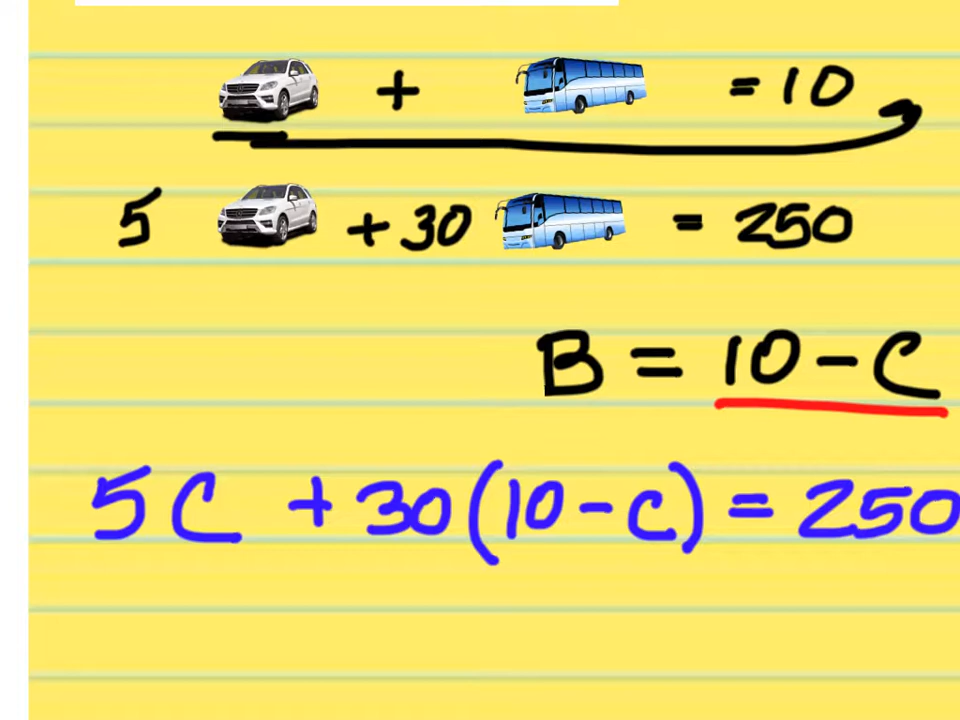 + = 10
5 + 30 = 250
B = 10 - C
5C + 30(10 - C) = 250